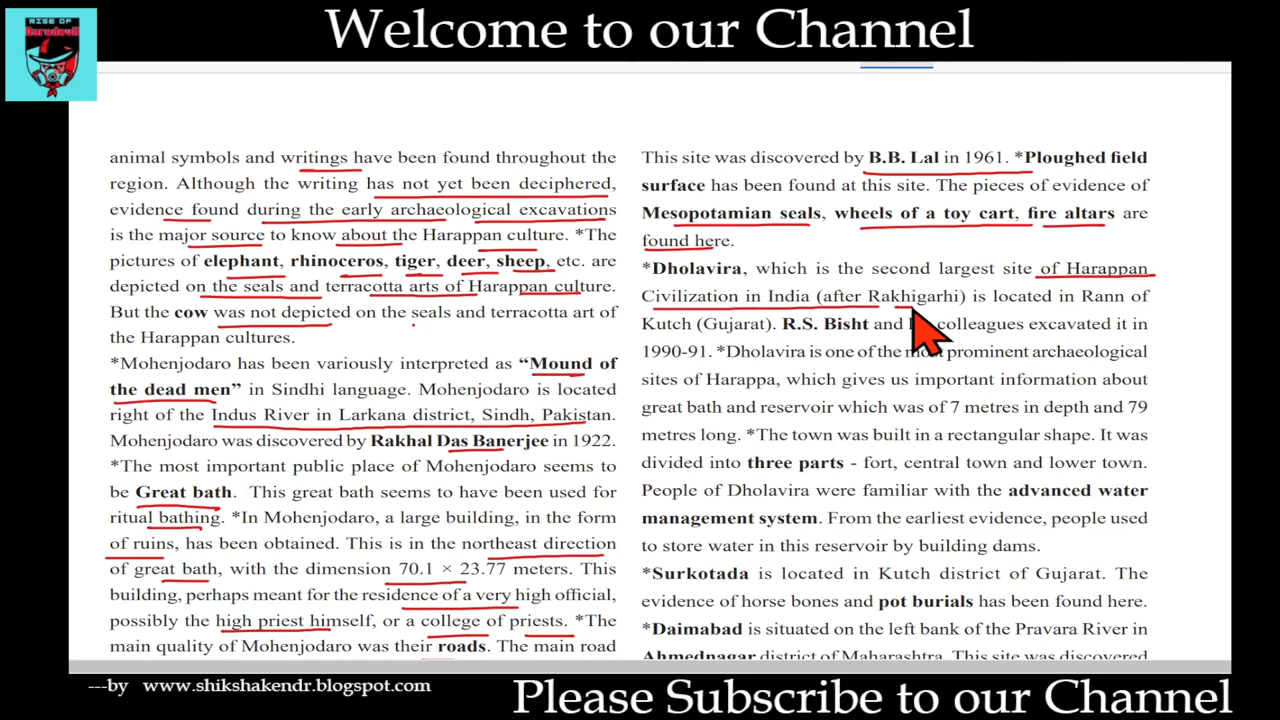 Welcome to our Channel
RISE OF
Daredevil
animal symbols and writings have been found throughout the
region. Although the writing has not yet been deciphered,
evidence found during the early archaeological excavations
is the major source to know about the Harappan culture. *The
pictures of elephant, rhinoceros, tiger, deer, sheep, etc. are
depicted on the seals and terracotta arts of Harappan culture.
But the cow was not depicted on the seals and terracotta art of
the Harappan cultures.
*Mohenjodaro has been variously interpreted as “Mound of
the dead men” in Sindhi language. Mohenjodaro is located
right of the Indus River in Larkana district, Sindh, Pakistan.
Mohenjodaro was discovered by Rakhal Das Banerjee in 1922.
*The most important public place of Mohenjodaro seems to
be Great bath. This great bath seems to have been used for
ritual bathing. *In Mohenjodaro, a large building, in the form
of ruins, has been obtained. This is in the northeast direction
of great bath, with the dimension 70.1 × 23.77 meters. This
building, perhaps meant for the residence of a very high official,
possibly the high priest himself, or a college of priests. *The
main quality of Mohenjodaro was their roads. The main road
This site was discovered by B.B. Lal in 1961. *Ploughed field
surface has been found at this site. The pieces of evidence of
Mesopotamian seals, wheels of a toy cart, fire altars are
found here.
*Dholavira, which is the second largest site of Harappan
Civilization in India (after Rakhigarhi) is located in Rann of
Kutch (Gujarat). R.S. Bisht and colleagues excavated it in
1990-91. *Dholavira is one of the most prominent archaeological
sites of Harappa, which gives us important information about
great bath and reservoir which was of 7 metres in depth and 79
metres long. *The town was built in a rectangular shape. It was
divided into three parts - fort, central town and lower town.
People of Dholavira were familiar with the advanced water
management system. From the earliest evidence, people used
to store water in this reservoir by building dams.
*Surkotada is located in Kutch district of Gujarat. The
evidence of horse bones and pot burials has been found here.
*Daimabad is situated on the left bank of the Pravara River in
Ahmednagar district of Maharashtra. This site was discovered
---by www.shikshakendr.blogspot.com
Please Subscribe to our Channel